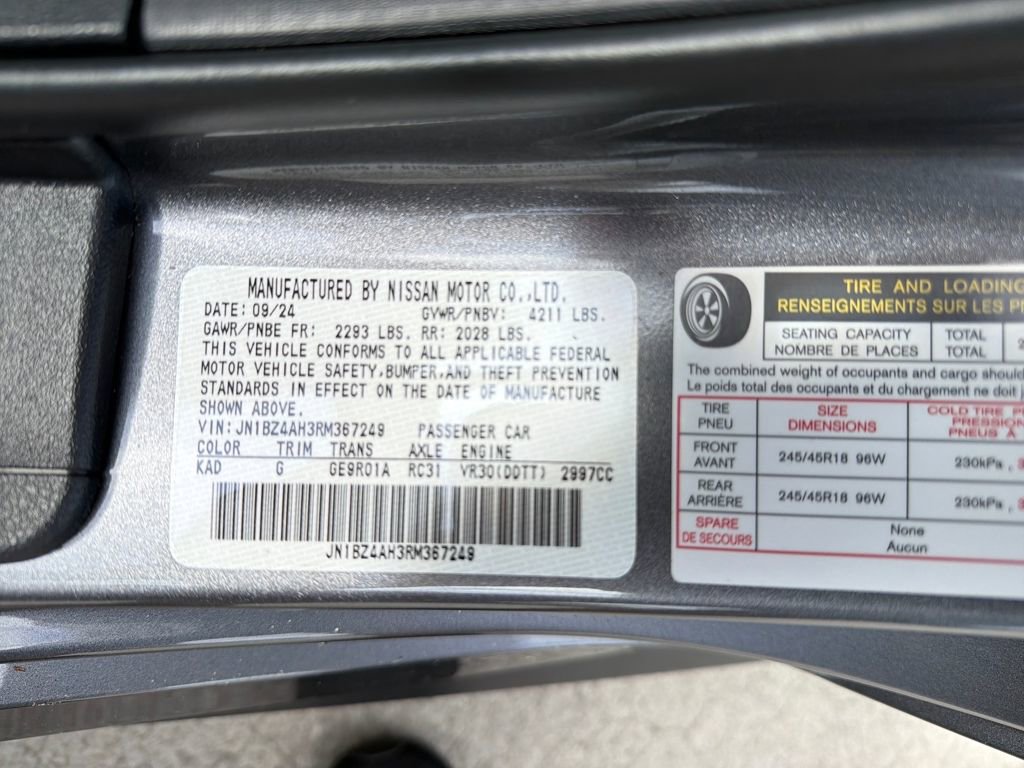 MANUFACTURED BY NISSAN MOTOR CO.,LTD.
DATE: 09/24 GVWR/PNBV: 4211 LBS.
GAWR/PNBE FR: 2293 LBS. RR: 2028 LBS.
THIS VEHICLE CONFORMS TO ALL APPLICABLE FEDERAL
MOTOR VEHICLE SAFETY,BUMPER,AND THEFT PREVENTION
STANDARDS IN EFFECT ON THE DATE OF MANUFACTURE
SHOWN ABOVE.
VIN: JN1BZ4AH3RM367249 PASSENGER CAR
COLOR TRIM TRANS AXLE ENGINE
KAD G GE9R01A RC31 VR30(DDTT) 2997CC
JN1BZ4AH3RM367249
TIRE AND LOADING
RENSEIGNEMENTS SUR LES
SEATING CAPACITY TOTAL
NOMBRE DE PLACES TOTAL
The combined weight of occupants and cargo should
Le poids total des occupants et du chargement ne doit
TIRE SIZE COLD TIRE
PNEU DIMENSIONS PRESSION
PNEUS À
FRONT
AVANT 245/45R18 96W 230kPa ,
REAR
ARRIÈRE 245/45R18 96W 230kPa ,
SPARE None
DE SECOURS Aucun